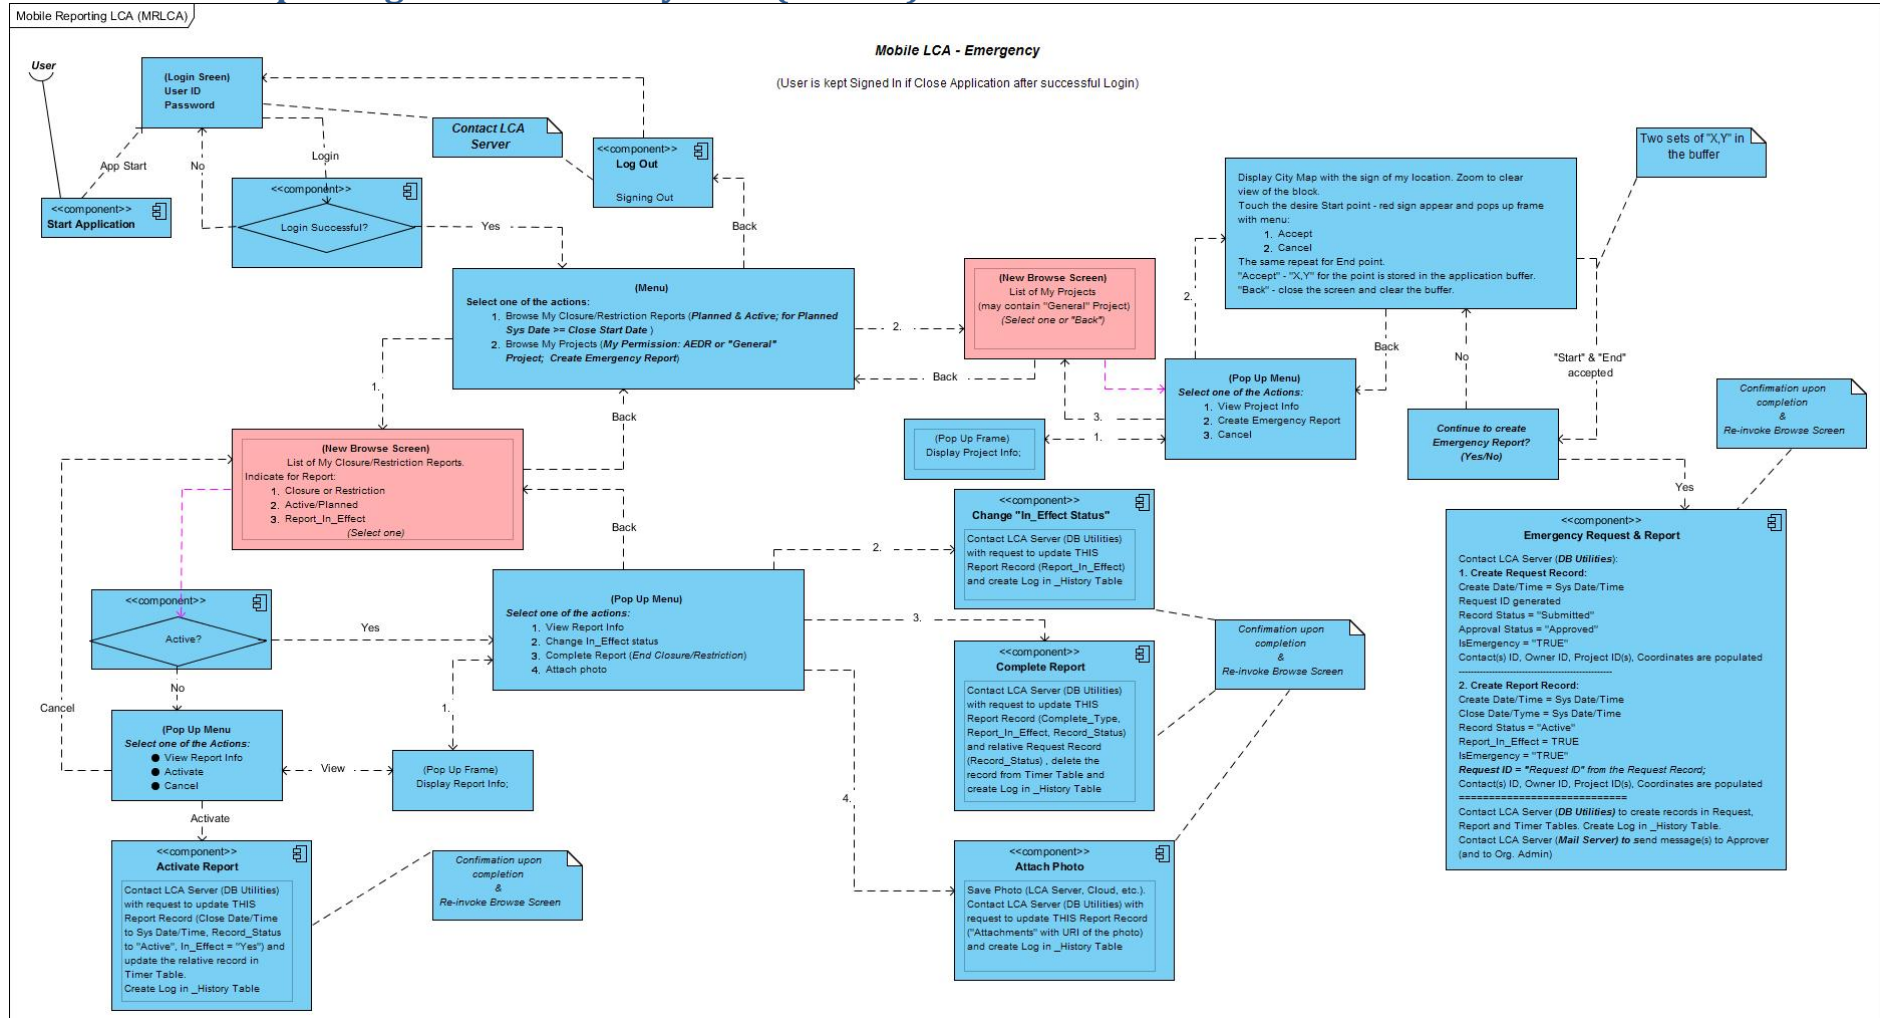 Mobile Reporting LCA (MRLCA)
Mobile LCA - Emergency
(User is kept Signed In if Close Application after successful Login)
User
(Login Sreen)
User ID
Password
App Start
No
Login
<<component>>
Start Application
<<component>>
Login Successful?
Yes
Contact LCA
Server
<<component>>
Log Out
Signing Out
Back
(Menu)
Select one of the actions:
1. Browse My Closure/Restriction Reports (Planned & Active; for Planned
Sys Date >= Close Start Date )
2. Browse My Projects (My Permission: AEDR or "General"
Project; Create Emergency Report)
1.
2.
Back
Back
(New Browse Screen)
List of My Projects
(may contain "General" Project)
(Select one or "Back")
Display City Map with the sign of my location. Zoom to clear
view of the block.
Touch the desire Start point - red sign appear and pops up frame
with menu:
1. Accept
2. Cancel
The same repeat for End point.
"Accept" - "X,Y" for the point is stored in the application buffer.
"Back" - close the screen and clear the buffer.
Two sets of "X,Y" in
the buffer
2.
Back
No
"Start" & "End"
accepted
(Pop Up Menu)
Select one of the Actions:
1. View Project Info
2. Create Emergency Report
3. Cancel
3.
1.
(Pop Up Frame)
Display Project Info;
Continue to create
Emergency Report?
(Yes/No)
Yes
Confimation upon
completion
&
Re-invoke Browse Screen
(New Browse Screen)
List of My Closure/Restriction Reports.
Indicate for Report:
1. Closure or Restriction
2. Active/Planned
3. Report_In_Effect
(Select one)
Back
<<component>>
Active?
Yes
No
Cancel
(Pop Up Menu)
Select one of the actions:
1. View Report Info
2. Change In_Effect status
3. Complete Report (End Closure/Restriction)
4. Attach photo
1.
2.
3.
4.
(Pop Up Menu
Select one of the Actions:
● View Report Info
● Activate
● Cancel
View
(Pop Up Frame)
Display Report Info;
Activate
<<component>>
Activate Report
Contact LCA Server (DB Utilities)
with request to update THIS
Report Record (Close Date/Time
to Sys Date/Time, Record_Status
to "Active", In_Effect = "Yes") and
update the relative record in
Timer Table.
Create Log in _History Table
Confimation upon
completion
&
Re-invoke Browse Screen
<<component>>
Change "In_Effect Status"
Contact LCA Server (DB Utilities)
with request to update THIS
Report Record (Report_In_Effect)
and create Log in _History Table
<<component>>
Complete Report
Contact LCA Server (DB Utilities)
with request to update THIS
Report Record (Complete_Type,
Report_In_Effect, Record_Status)
and relative Request Record
(Record_Status) , delete the
record from Timer Table and
create Log in _History Table
Confimation upon
completion
&
Re-invoke Browse Screen
<<component>>
Attach Photo
Save Photo (LCA Server, Cloud, etc.).
Contact LCA Server (DB Utilities) with
request to update THIS Report Record
("Attachments" with URI of the photo)
and create Log in _History Table
<<component>>
Emergency Request & Report
Contact LCA Server (DB Utilities):
1. Create Request Record:
Create Date/Time = Sys Date/Time
Request ID generated
Record Status = "Submitted"
Approval Status = "Approved"
IsEmergency = "TRUE"
Contact(s) ID, Owner ID, Project ID(s), Coordinates are populated
2. Create Report Record:
Create Date/Time = Sys Date/Time
Close Date/Tyme = Sys Date/Time
Record Status = "Active"
Report_In_Effect = TRUE
IsEmergency = "TRUE"
Request ID = "Request ID" from the Request Record;
Contact(s) ID, Owner ID, Project ID(s), Coordinates are populated
============================
Contact LCA Server (DB Utilities) to create records in Request,
Report and Timer Tables. Create Log in _History Table.
Contact LCA Server (Mail Server) to send message(s) to Approver
(and to Org. Admin)